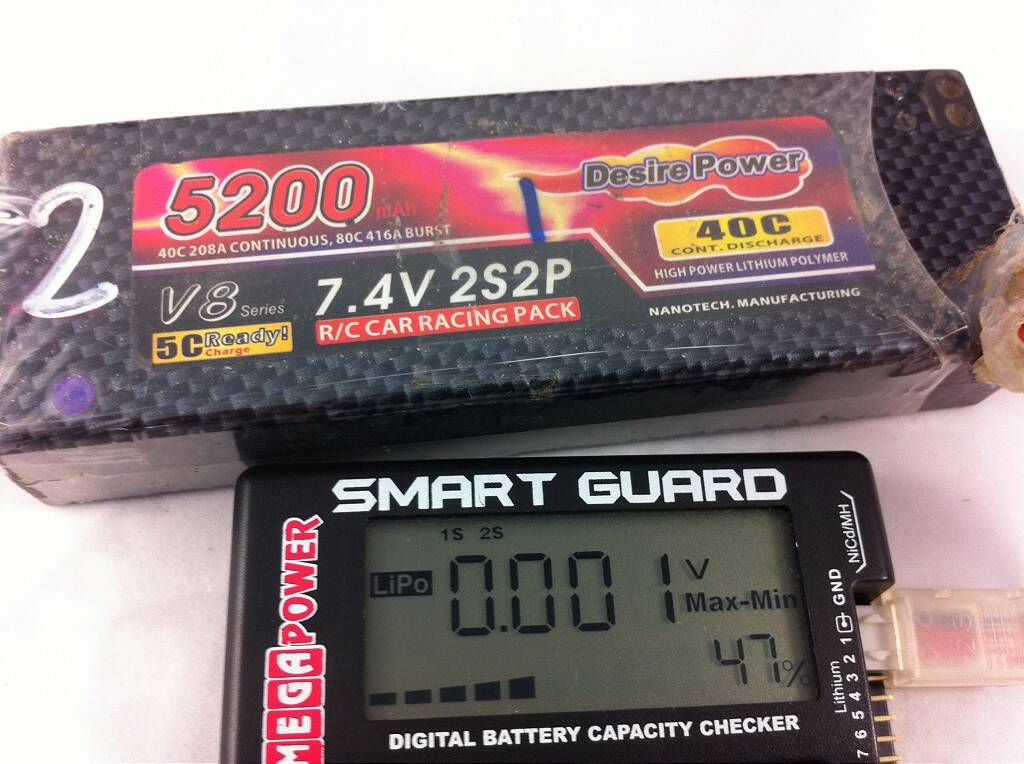 2
5200 mAh
40C 208A CONTINUOUS, 80C 416A BURST
Desire Power
40C
CONT. DISCHARGE
HIGH POWER LITHIUM POLYMER
V8 Series
7.4V 2S2P
R/C CAR RACING PACK
NANOTECH. MANUFACTURING
5C Ready!
Charge
SMART GUARD
MEGAPOWER
1S 2S
LiPo
0.001 V
Max-Min
47%
NiCd/MH
GND
Lithium
7 6 5 4 3 2 1
DIGITAL BATTERY CAPACITY CHECKER